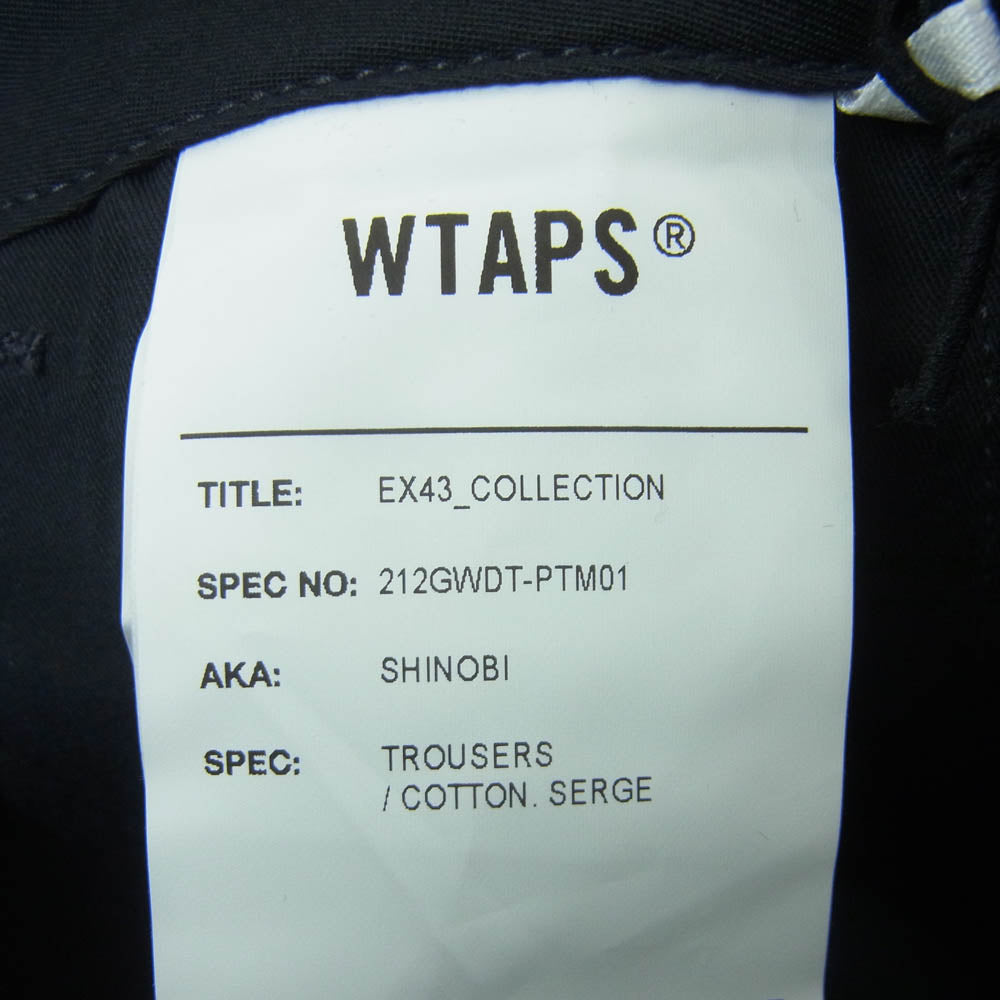 WTAPS®
TITLE: EX43_COLLECTION
SPEC NO: 212GWDT-PTM01
AKA: SHINOBI
SPEC: TROUSERS
/ COTTON. SERGE